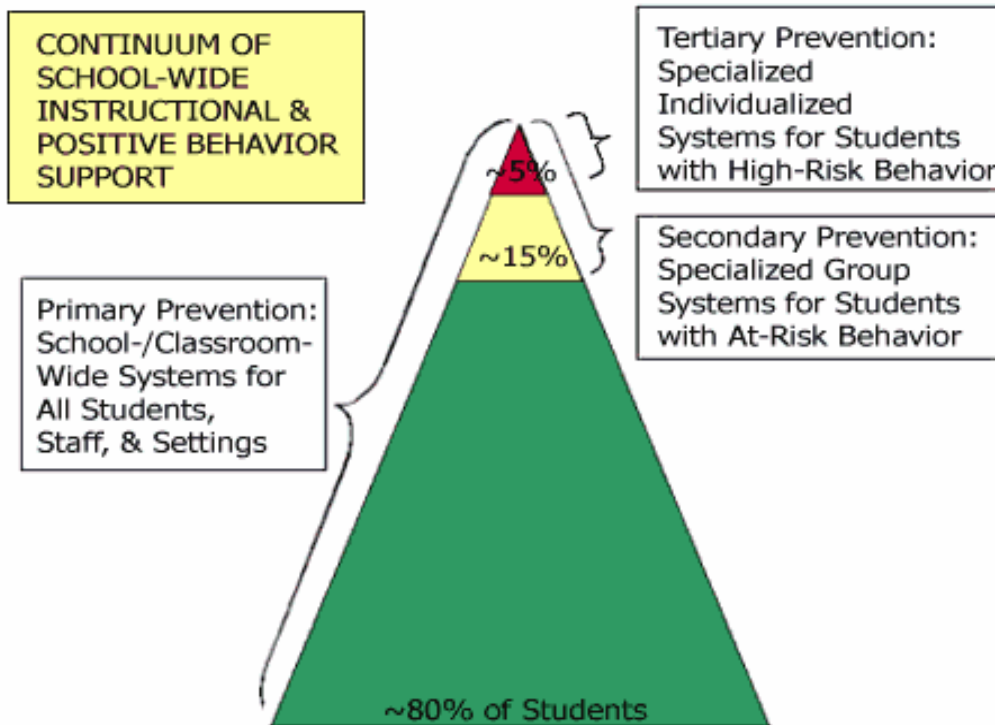 CONTINUUM OF
SCHOOL-WIDE
INSTRUCTIONAL &
POSITIVE BEHAVIOR
SUPPORT
Tertiary Prevention:
Specialized
Individualized
Systems for Students
with High-Risk Behavior
~5%
~15%
Secondary Prevention:
Specialized Group
Systems for Students
with At-Risk Behavior
Primary Prevention:
School-/Classroom-
Wide Systems for
All Students,
Staff, & Settings
~80% of Students